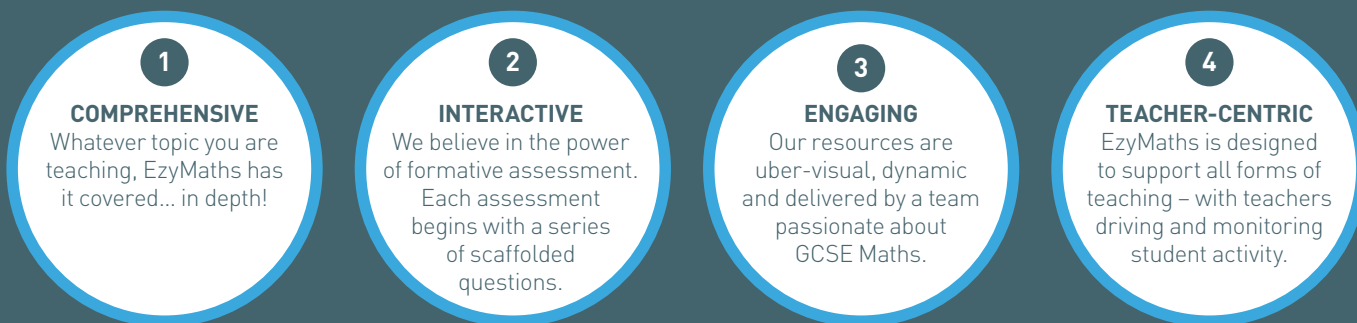 1
COMPREHENSIVE
Whatever topic you are
teaching, EzyMaths has
it covered... in depth!
2
INTERACTIVE
We believe in the power
of formative assessment.
Each assessment
begins with a series
of scaffolded
questions.
3
ENGAGING
Our resources are
uber-visual, dynamic
and delivered by a team
passionate about
GCSE Maths.
4
TEACHER-CENTRIC
EzyMaths is designed
to support all forms of
teaching – with teachers
driving and monitoring
student activity.